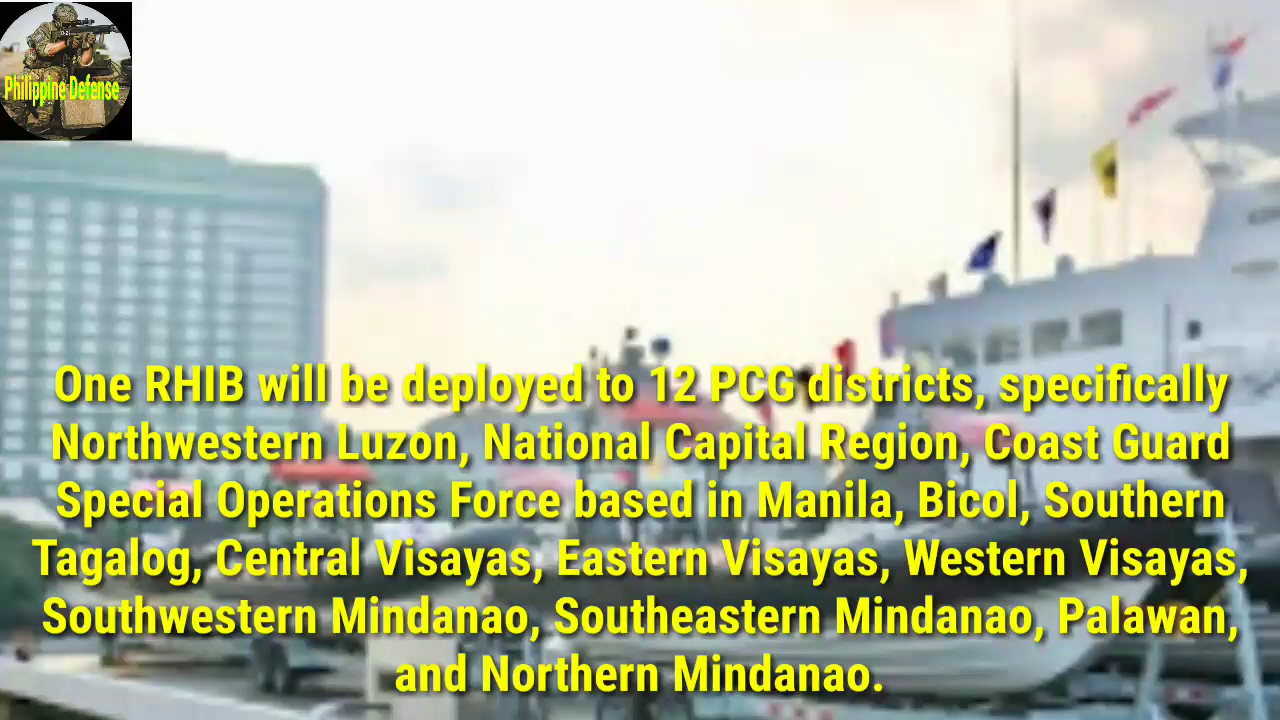 Philippine Defense
One RHIB will be deployed to 12 PCG districts, specifically
Northwestern Luzon, National Capital Region, Coast Guard
Special Operations Force based in Manila, Bicol, Southern
Tagalog, Central Visayas, Eastern Visayas, Western Visayas,
Southwestern Mindanao, Southeastern Mindanao, Palawan,
and Northern Mindanao.